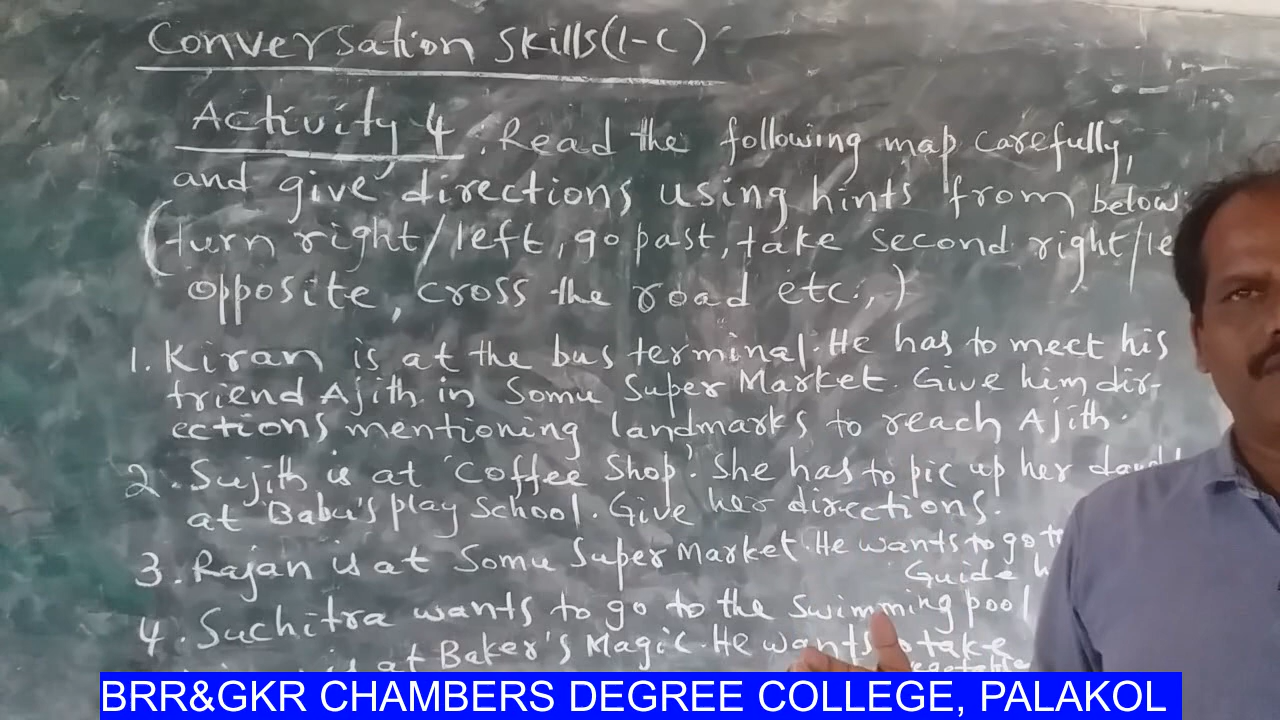 Conversation Skills(1-C)
Activity 4 : Read the following map carefully,
and give directions using hints from below
(turn right/left, go past, take second right/le
opposite, cross the road etc.,)
1. Kiran is at the bus terminal. He has to meet his
friend Ajith in Somu Super Market. Give him dir-
ections mentioning landmarks to reach Ajith.
2. Sujith is at 'Coffee Shop'. She has to pic up her
at 'Babu's play School. Give her directions.
3. Rajan is at Somu Super Market. He wants to go
Guide
4. Suchitra wants to go to the Swimming pool
is at Baker's Magic. He wants take
BRR&GKR CHAMBERS DEGREE COLLEGE, PALAKOL